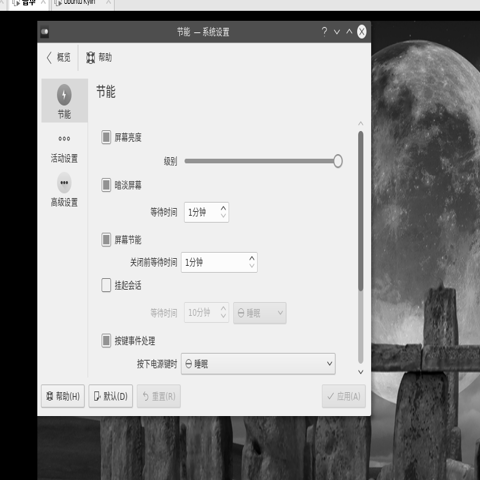 Ubuntu Kylin
节能 — 系统设置
概览
帮助
节能
活动设置
高级设置
节能
屏幕亮度
级别
暗淡屏幕
等待时间 1分钟
屏幕节能
关闭前等待时间 1分钟
挂起会话
等待时间 10分钟 睡眠
按键事件处理
按下电源键时 睡眠
帮助(H) 默认(D) 重置(R) 应用(A)